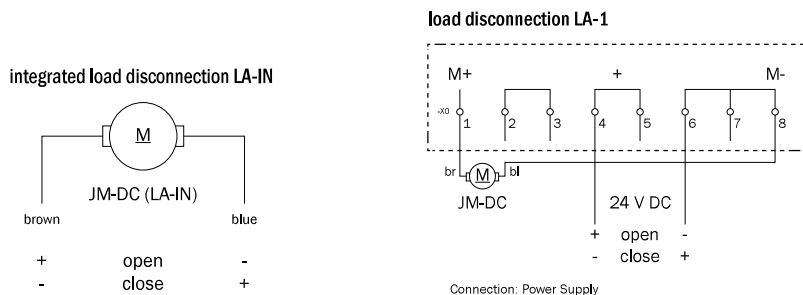 load disconnection LA-1
integrated load disconnection LA-IN
M
JM-DC (LA-IN)
brown blue
+ open -
- close +
M+ + M-
-X0 1 2 3 4 5 6 7 8
br M bl
JM-DC 24 V DC
+ open -
- close +
Connection: Power Supply